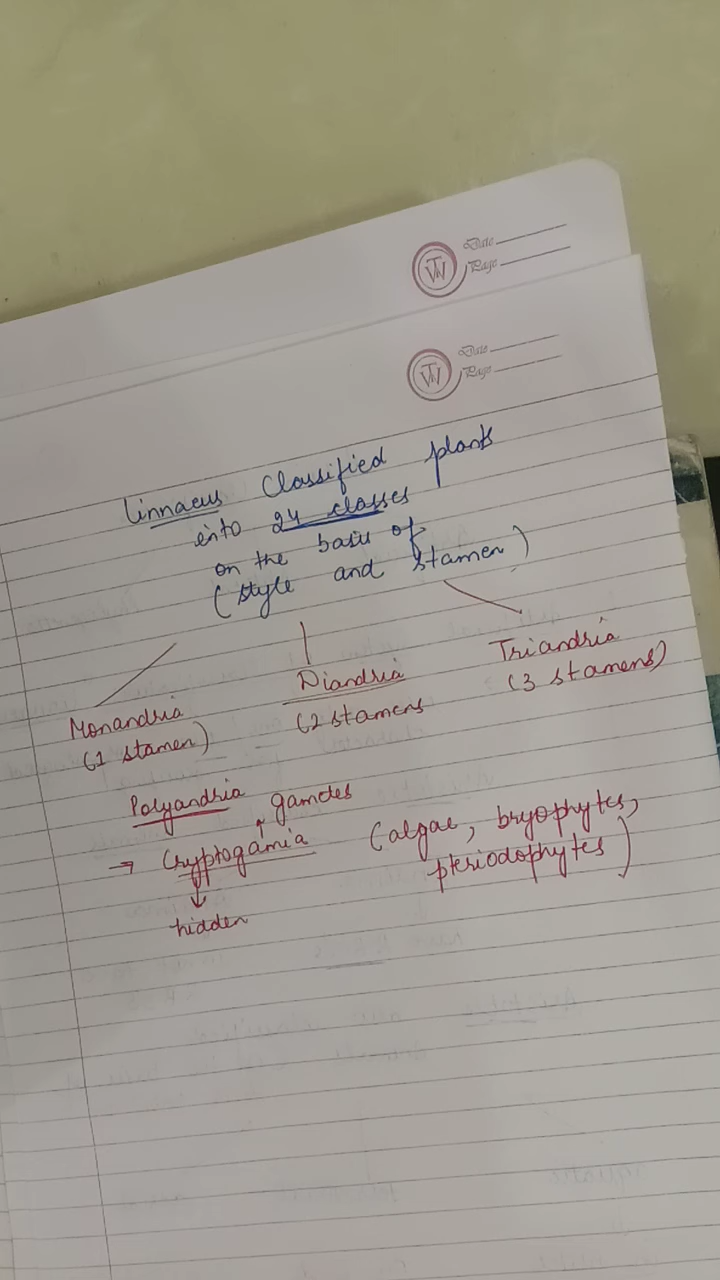 Date
Page
Date
Page
Linnaeus Classified plants
into 24 classes
on the basis of
(style and stamen)
Monandria
(1 stamen)
Diandria
(2 stamens
Triandria
(3 stamens)
Polyandria
gametes
→ Cryptogamia (algae, bryophytes,
pteriodophytes)
hidden